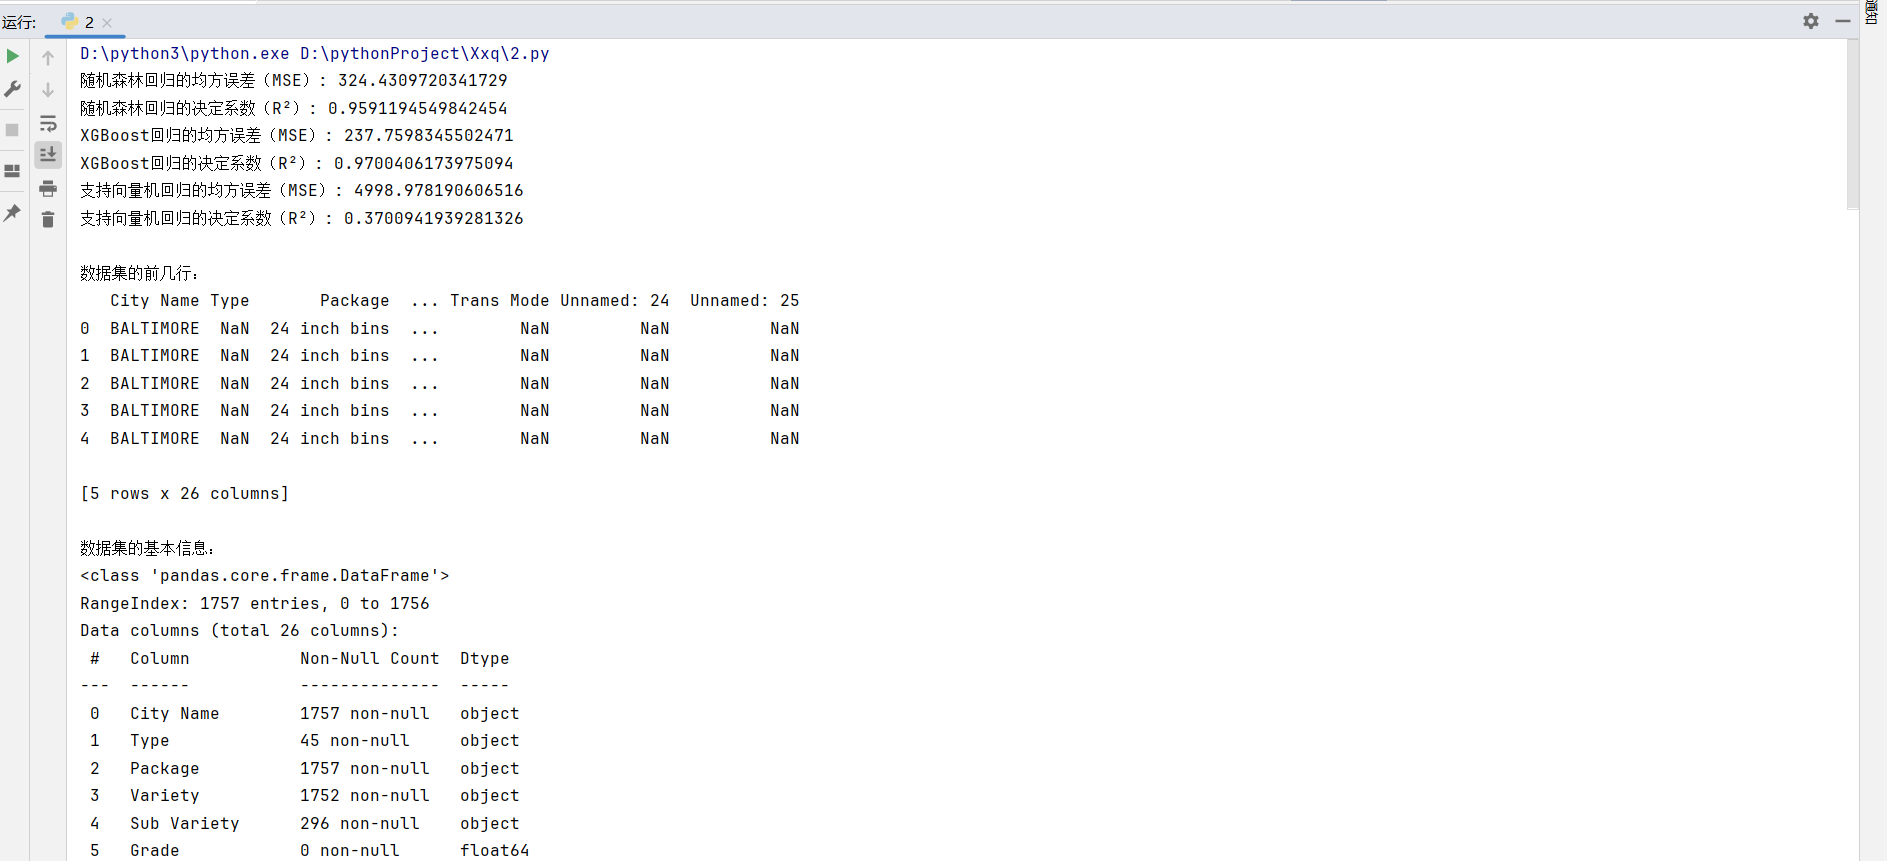 运行:
2
通知
D:\python3\python.exe D:\pythonProject\Xxq\2.py
随机森林回归的均方误差（MSE）: 324.4309720341729
随机森林回归的决定系数（R²）: 0.9591194549842454
XGBoost回归的均方误差（MSE）: 237.7598345502471
XGBoost回归的决定系数（R²）: 0.9700406173975094
支持向量机回归的均方误差（MSE）: 4998.978190606516
支持向量机回归的决定系数（R²）: 0.3700941939281326
数据集的前几行：
City Name Type       Package  ... Trans Mode Unnamed: 24  Unnamed: 25
0  BALTIMORE  NaN  24 inch bins  ...        NaN         NaN          NaN
1  BALTIMORE  NaN  24 inch bins  ...        NaN         NaN          NaN
2  BALTIMORE  NaN  24 inch bins  ...        NaN         NaN          NaN
3  BALTIMORE  NaN  24 inch bins  ...        NaN         NaN          NaN
4  BALTIMORE  NaN  24 inch bins  ...        NaN         NaN          NaN
[5 rows x 26 columns]
数据集的基本信息：
<class 'pandas.core.frame.DataFrame'>
RangeIndex: 1757 entries, 0 to 1756
Data columns (total 26 columns):
#   Column           Non-Null Count  Dtype
---  ------           --------------  -----
0   City Name        1757 non-null   object
1   Type             45 non-null     object
2   Package          1757 non-null   object
3   Variety          1752 non-null   object
4   Sub Variety      296 non-null    object
5   Grade            0 non-null      float64